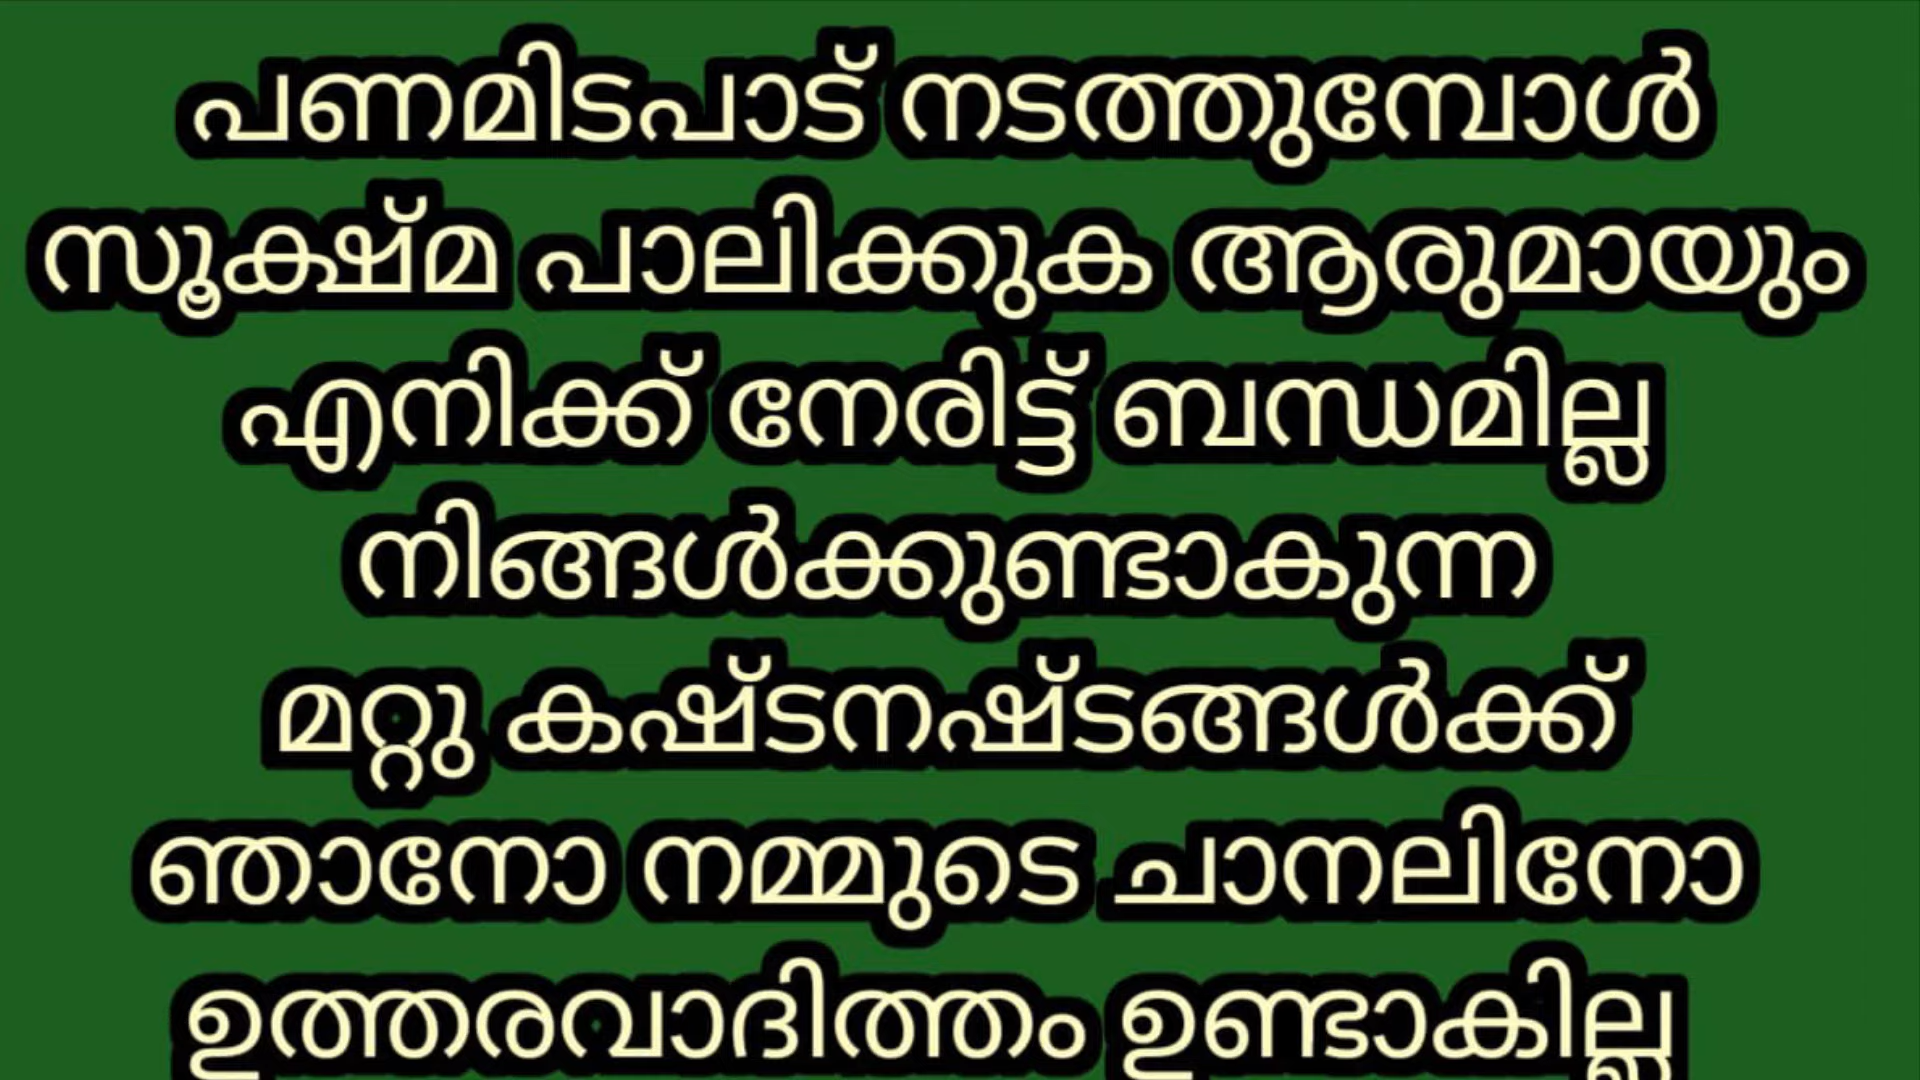 പണമിടപാട് നടത്തുമ്പോൾ
സൂക്ഷ്മ പാലിക്കുക ആരുമായും
എനിക്ക് നേരിട്ട് ബന്ധമില്ല
നിങ്ങൾക്കുണ്ടാകുന്ന
മറ്റു കഷ്ടനഷ്ടങ്ങൾക്ക്
ഞാനോ നമ്മുടെ ചാനലിനോ
ഉത്തരവാദിത്തം ഉണ്ടാകില്ല